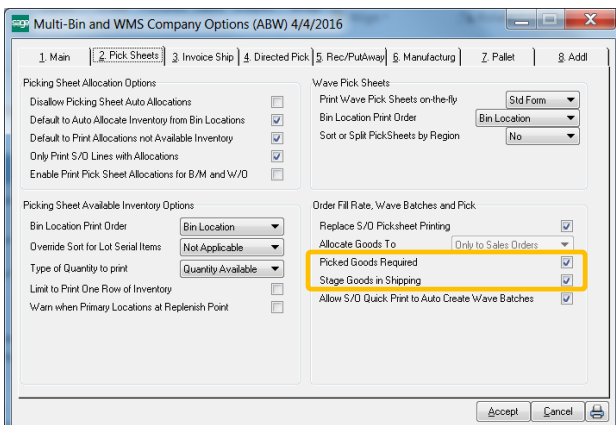 sage Multi-Bin and WMS Company Options (ABW) 4/4/2016
1. Main 2. Pick Sheets 3. Invoice Ship 4. Directed Pick 5. Rec/PutAway 6. Manufacturg 7. Pallet 8. Addl
Picking Sheet Allocation Options
Disallow Picking Sheet Auto Allocations
Default to Auto Allocate Inventory from Bin Locations
Default to Print Allocations not Available Inventory
Only Print S/O Lines with Allocations
Enable Print Pick Sheet Allocations for B/M and W/O
Wave Pick Sheets
Print Wave Pick Sheets on-the-fly Std Form
Bin Location Print Order Bin Location
Sort or Split PickSheets by Region No
Picking Sheet Available Inventory Options
Bin Location Print Order Bin Location
Override Sort for Lot Serial Items Not Applicable
Type of Quantity to print Quantity Available
Limit to Print One Row of Inventory
Warn when Primary Locations at Replenish Point
Order Fill Rate, Wave Batches and Pick
Replace S/O Picksheet Printing
Allocate Goods To Only to Sales Orders
Picked Goods Required
Stage Goods in Shipping
Allow S/O Quick Print to Auto Create Wave Batches
Accept Cancel